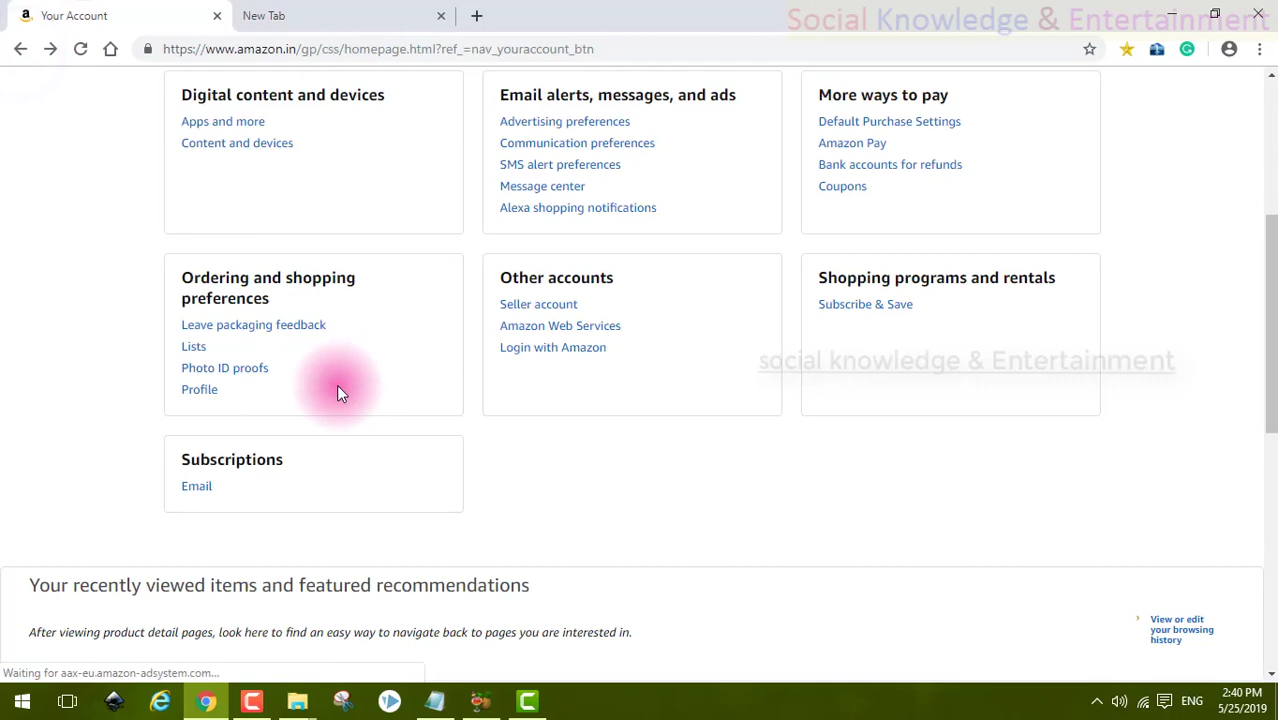 Your Account
New Tab
Social Knowledge & Entertainment
https://www.amazon.in/gp/css/homepage.html?ref_=nav_youraccount_btn
Digital content and devices
Apps and more
Content and devices
Email alerts, messages, and ads
Advertising preferences
Communication preferences
SMS alert preferences
Message center
Alexa shopping notifications
More ways to pay
Default Purchase Settings
Amazon Pay
Bank accounts for refunds
Coupons
Ordering and shopping
preferences
Leave packaging feedback
Lists
Photo ID proofs
Profile
Other accounts
Seller account
Amazon Web Services
Login with Amazon
Shopping programs and rentals
Subscribe & Save
social knowledge & Entertainment
Subscriptions
Email
Your recently viewed items and featured recommendations
After viewing product detail pages, look here to find an easy way to navigate back to pages you are interested in.
View or edit
your browsing
history
Waiting for aax-eu.amazon-adsystem.com...
ENG
2:40 PM
5/25/2019